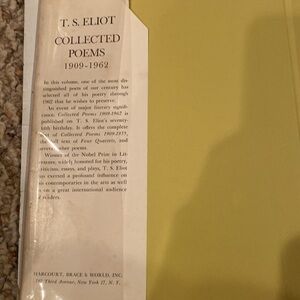 T. S. ELIOT
COLLECTED
POEMS
1909-1962
In this volume, one of the most dis-
tinguished poets of our century has
selected all of his poetry through
1962 that he wishes to preserve.
An event of major literary signifi-
cance, Collected Poems 1909-1962 is
published on T. S. Eliot's seventy-
fifth birthday. It offers the complete
text of Collected Poems 1909-1935,
the full text of Four Quartets, and
several other poems.
Winner of the Nobel Prize in Lit-
erature, widely honored for his poetry,
criticism, essays, and plays, T. S. Eliot
has exerted a profound influence on
his contemporaries in the arts as well
as on a great international audience
of readers.
HARCOURT, BRACE & WORLD, INC.
Third Avenue, New York 17, N. Y.